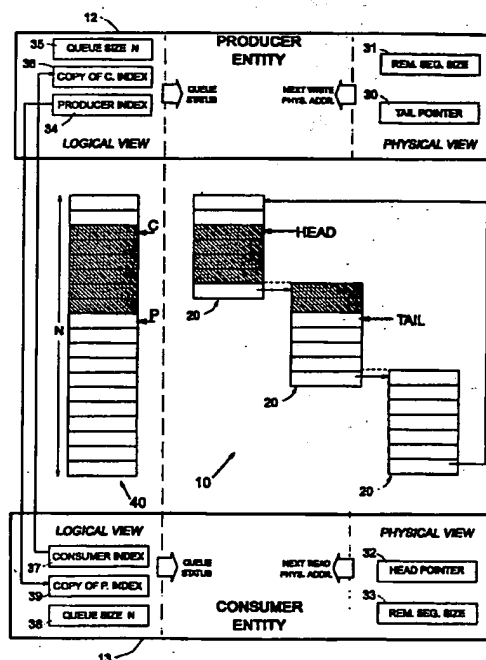 12
35
QUEUE SIZE N
36
COPY OF C. INDEX
PRODUCER INDEX
34
LOGICAL VIEW
PRODUCER
ENTITY
QUEUE
STATUS
NEXT WRITE
PHYS. ADDR.
31
REM. SEG. SIZE
30
TAIL POINTER
PHYSICAL VIEW
C
N
P
40
HEAD
20
TAIL
20
10
20
LOGICAL VIEW
CONSUMER INDEX
37
COPY OF P. INDEX
39
QUEUE SIZE N
38
QUEUE
STATUS
NEXT READ
PHYS. ADDR.
CONSUMER
ENTITY
PHYSICAL VIEW
32
HEAD POINTER
33
REM. SEG. SIZE
13